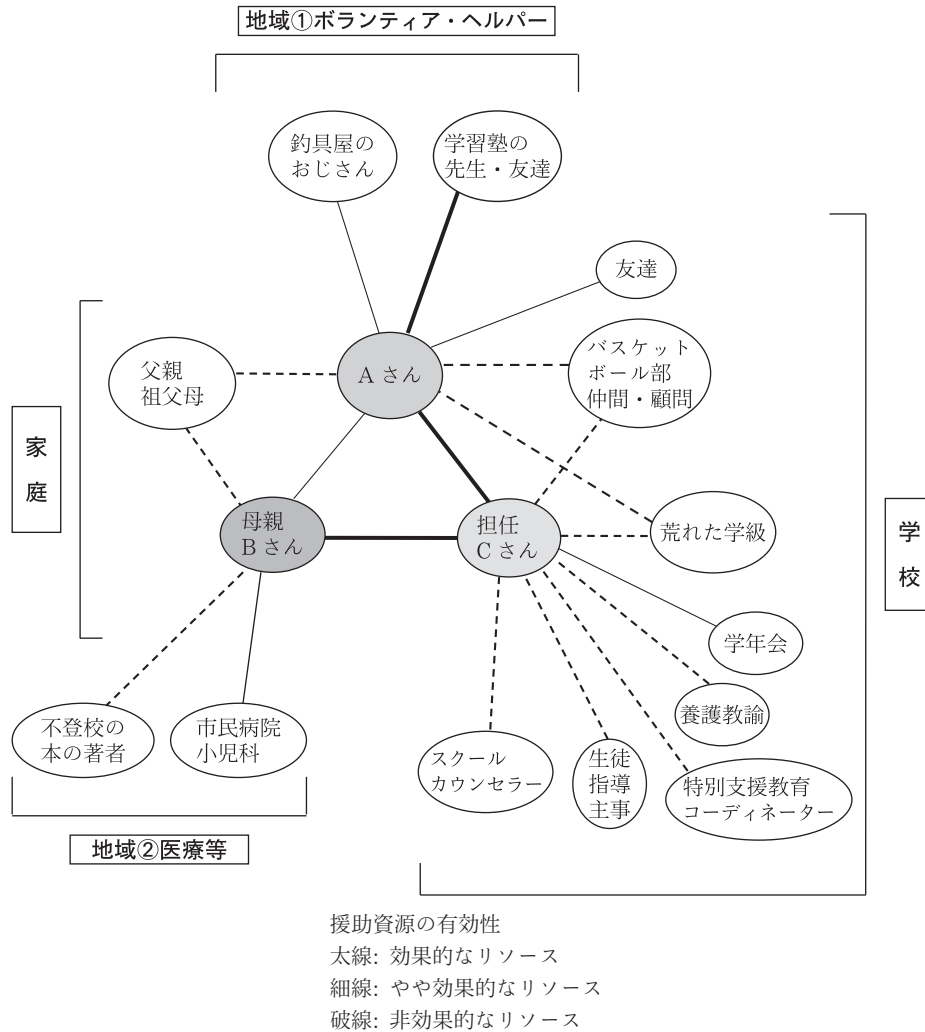 地域①ボランティア・ヘルパー
釣具屋の
おじさん
学習塾の
先生・友達
友達
バスケット
ボール部
仲間・顧問
A さん
父親
祖父母
家
庭
母親
B さん
担任
C さん
荒れた学級
学
校
学年会
養護教諭
不登校の
本の著者
市民病院
小児科
スクール
カウンセラー
生徒
指導
主事
特別支援教育
コーディネーター
地域②医療等
援助資源の有効性
太線: 効果的なリソース
細線: やや効果的なリソース
破線: 非効果的なリソース